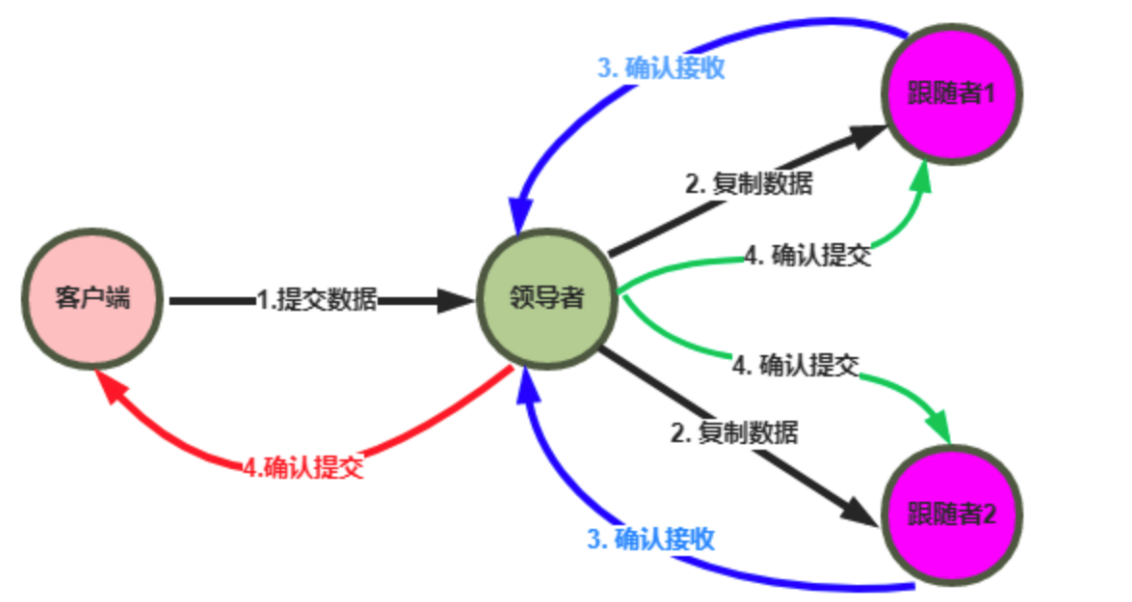 3. 确认接收
跟随者1
2. 复制数据
4. 确认提交
客户端
1.提交数据
领导者
4. 确认提交
2. 复制数据
4.确认提交
跟随者2
3. 确认接收